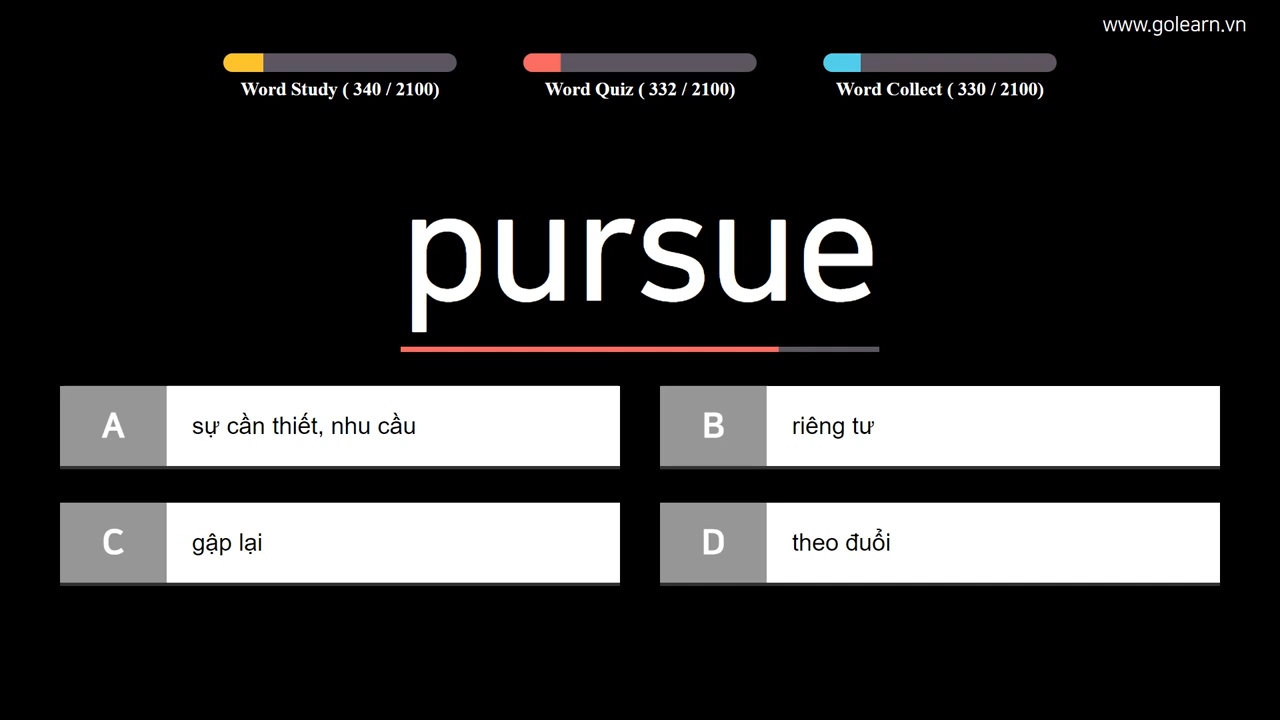 www.golearn.vn
Word Study ( 340 / 2100)
Word Quiz ( 332 / 2100)
Word Collect ( 330 / 2100)
pursue
A sự cần thiết, nhu cầu
B riêng tư
C gập lại
D theo đuổi